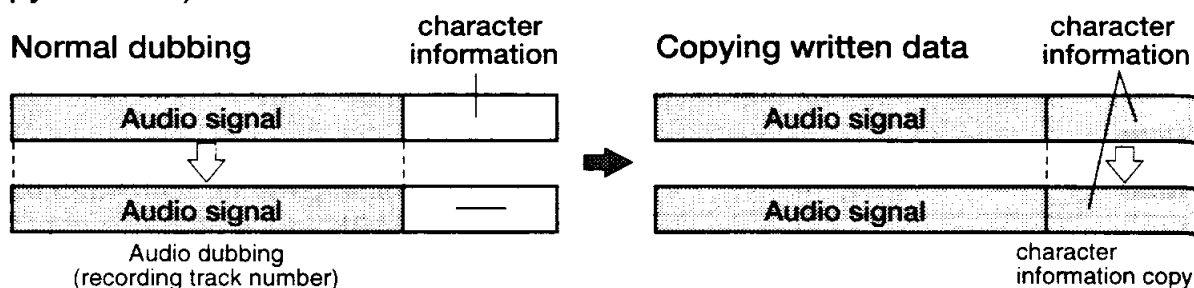 Normal dubbing
character
information
Audio signal
Audio signal
Audio dubbing
(recording track number)
Copying written data
character
information
Audio signal
Audio signal
character
information copy